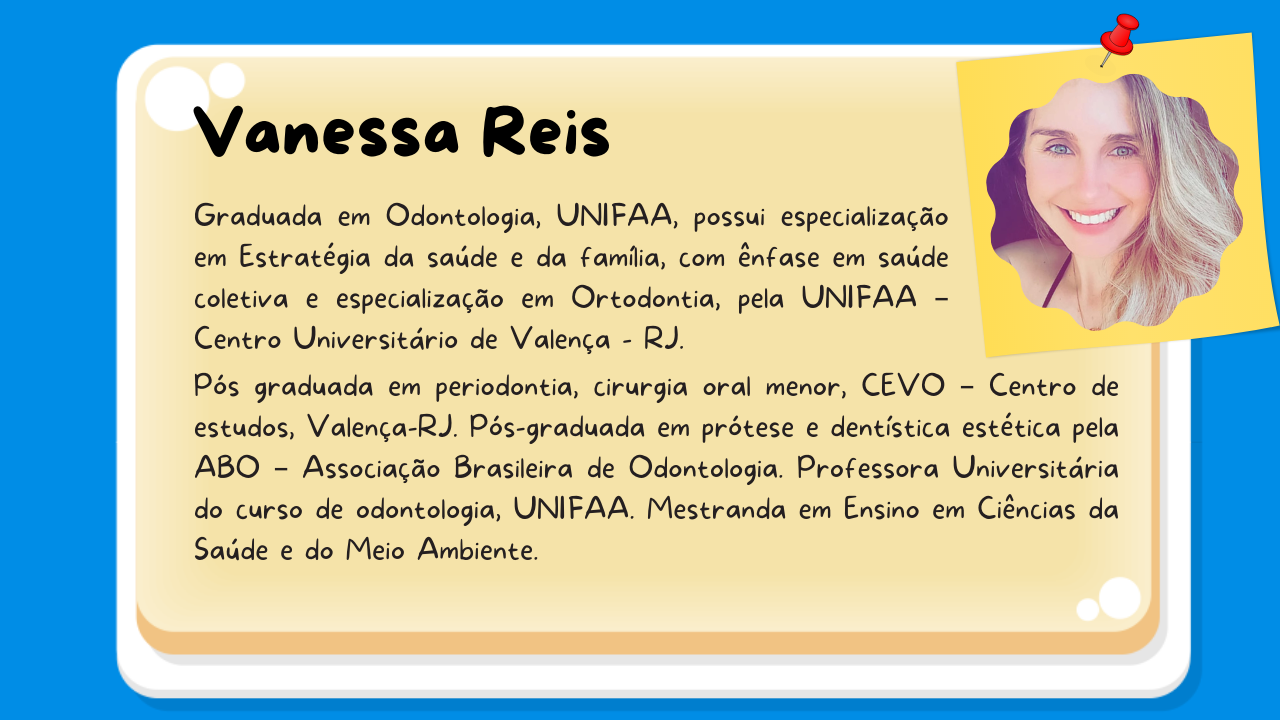 Vanessa Reis
Graduada em Odontologia, UNIFAA, possui especialização
em Estratégia da saúde e da família, com ênfase em saúde
coletiva e especialização em Ortodontia, pela UNIFAA –
Centro Universitário de Valença - RJ.
Pós graduada em periodontia, cirurgia oral menor, CEVO – Centro de
estudos, Valença-RJ. Pós-graduada em prótese e dentística estética pela
ABO – Associação Brasileira de Odontologia. Professora Universitária
do curso de odontologia, UNIFAA. Mestranda em Ensino em Ciências da
Saúde e do Meio Ambiente.